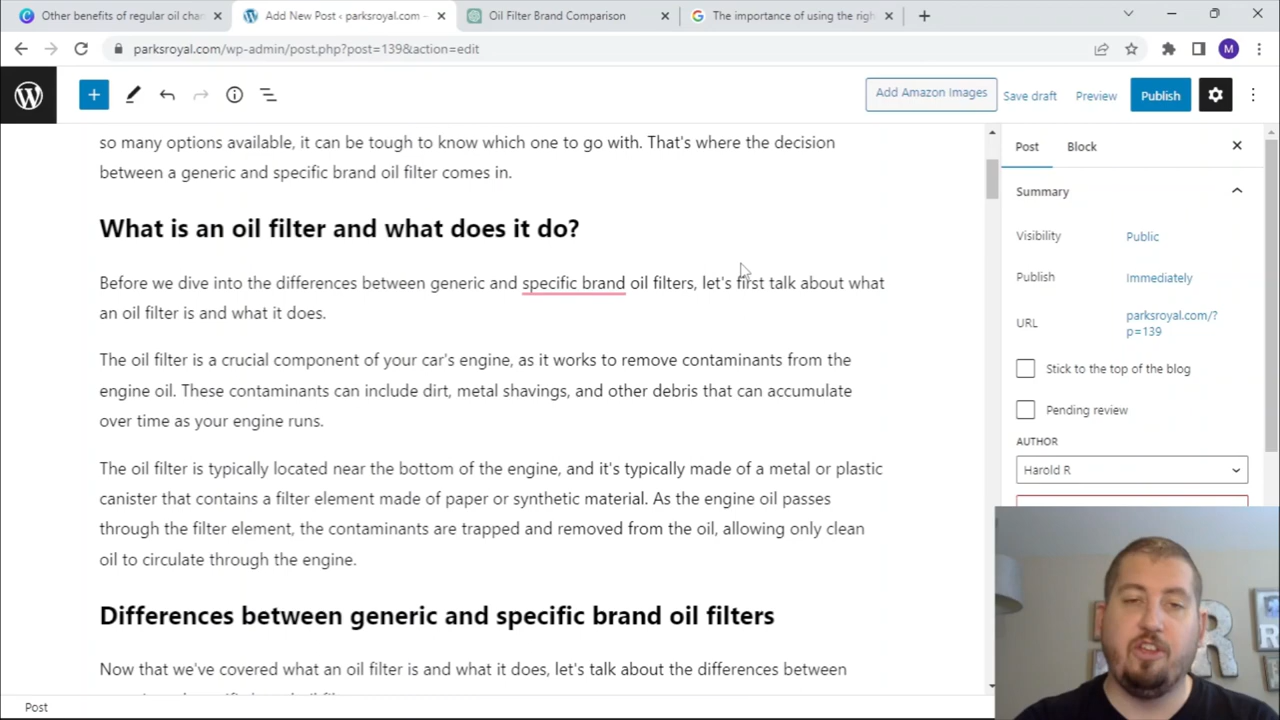 Other benefits of regular oil chan
Add New Post ‹ parksroyal.com —
Oil Filter Brand Comparison
The importance of using the righ
parksroyal.com/wp-admin/post.php?post=139&action=edit
M
Add Amazon Images
Save draft
Preview
Publish
so many options available, it can be tough to know which one to go with. That's where the decision
between a generic and specific brand oil filter comes in.
What is an oil filter and what does it do?
Before we dive into the differences between generic and specific brand oil filters, let's first talk about what
an oil filter is and what it does.
The oil filter is a crucial component of your car's engine, as it works to remove contaminants from the
engine oil. These contaminants can include dirt, metal shavings, and other debris that can accumulate
over time as your engine runs.
The oil filter is typically located near the bottom of the engine, and it's typically made of a metal or plastic
canister that contains a filter element made of paper or synthetic material. As the engine oil passes
through the filter element, the contaminants are trapped and removed from the oil, allowing only clean
oil to circulate through the engine.
Differences between generic and specific brand oil filters
Now that we've covered what an oil filter is and what it does, let's talk about the differences between
Post
Block
Summary
Visibility
Public
Publish
Immediately
URL
parksroyal.com/?
p=139
Stick to the top of the blog
Pending review
AUTHOR
Harold R
R
Post